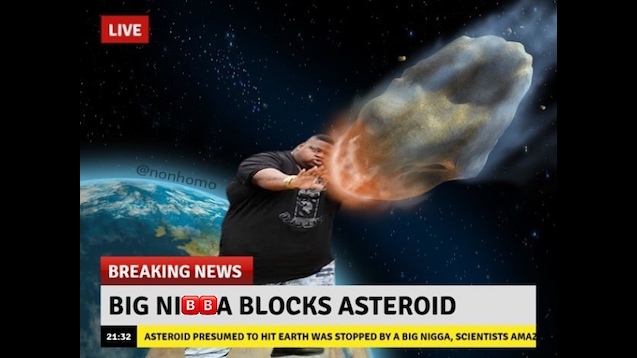 LIVE
@nonhomo
BREAKING NEWS
BIG NI🅱🅱A BLOCKS ASTEROID
21:32 ASTEROID PRESUMED TO HIT EARTH WAS STOPPED BY A BIG NIGGA, SCIENTISTS AMAZ